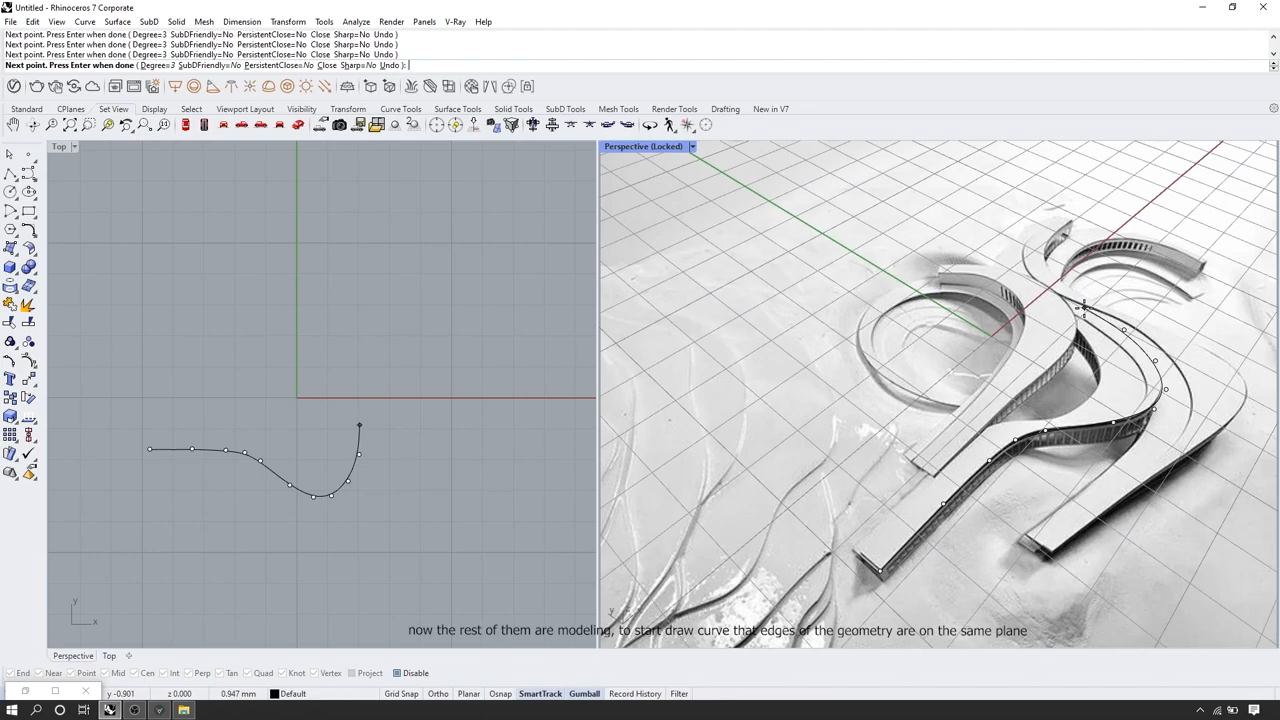 Untitled - Rhinoceros 7 Corporate
File Edit View Curve Surface SubD Solid Mesh Dimension Transform Tools Analyze Render Panels V-Ray Help
Next point. Press Enter when done ( Degree=3 SubDFriendly=No PersistentClose=No Close Sharp=No Undo )
Next point. Press Enter when done ( Degree=3 SubDFriendly=No PersistentClose=No Close Sharp=No Undo )
Next point. Press Enter when done ( Degree=3 SubDFriendly=No PersistentClose=No Close Sharp=No Undo )
Next point. Press Enter when done ( Degree=3 SubDFriendly=No PersistentClose=No Close Sharp=No Undo ):
Standard CPlanes Set View Display Select Viewport Layout Visibility Transform Curve Tools Surface Tools Solid Tools SubD Tools Mesh Tools Render Tools Drafting New in V7
Top
Perspective (Locked)
y
x
y
now the rest of them are modeling, to start draw curve that edges of the geometry are on the same plane
Perspective Top
End Near Point Mid Cen Int Perp Tan Quad Knot Vertex Project Disable
y -0.901 z 0.000 0.947 mm Default Grid Snap Ortho Planar Osnap SmartTrack Gumball Record History Filter